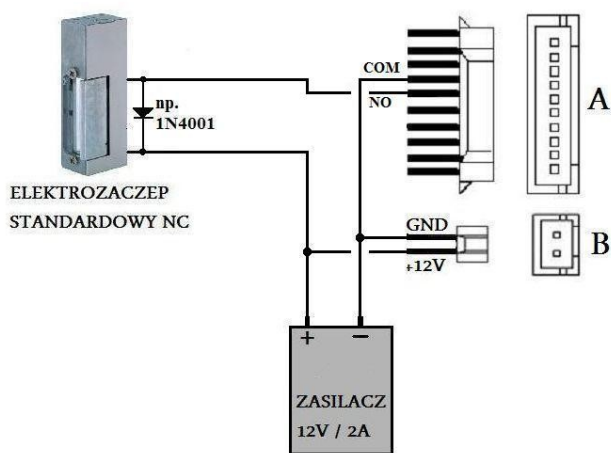 np.
1N4001
ELEKTROZACZEP
STANDARDOWY NC
COM
NO
A
GND
+12V
B
+
−
ZASILACZ
12V / 2A